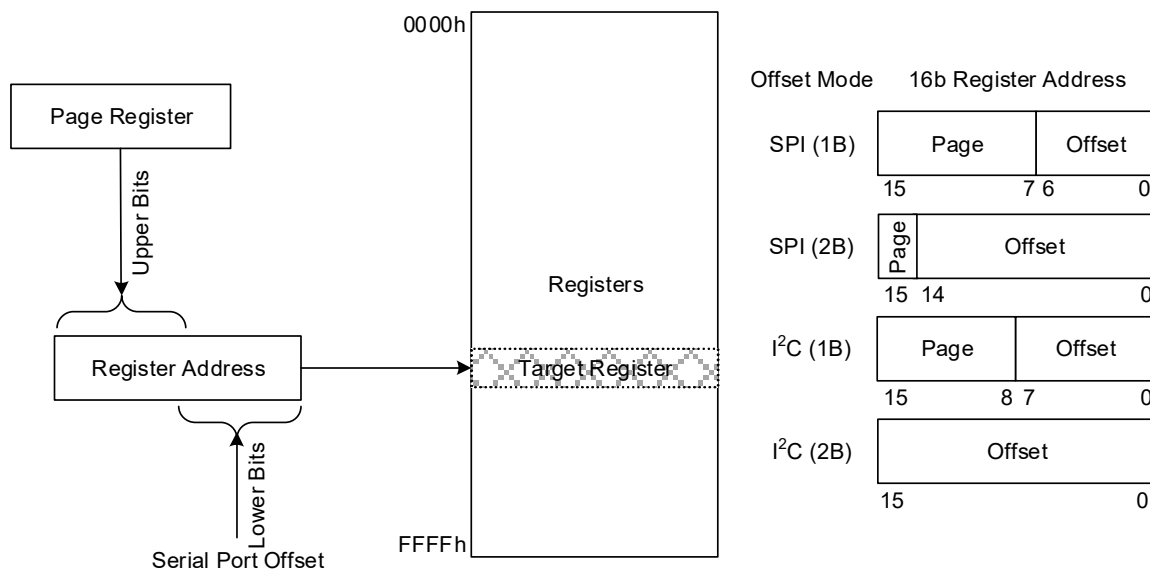 0000h
Page Register
Upper Bits
Register Address
Lower Bits
Serial Port Offset
Registers
Target Register
FFFFh
Offset Mode 16b Register Address
SPI (1B) Page Offset
15 7 6 0
SPI (2B) Page Offset
15 14 0
I²C (1B) Page Offset
15 8 7 0
I²C (2B) Offset
15 0